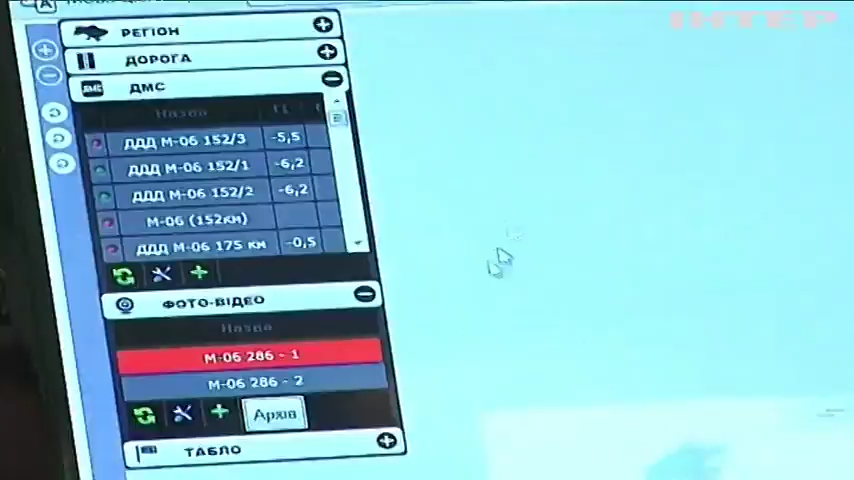 ІНТЕР
РЕГІОН
ДОРОГА
ДМС ДМС
Назва
ДДД М-06 152/3 -5,5
ДДД М-06 152/1 -6,2
ДДД М-06 152/2 -6,2
М-06 (152км)
ДДД М-06 175 км -0,5
ФОТО-ВІДЕО
Назва
М-06 286 - 1
М-06 286 - 2
Архів
ТАБЛО